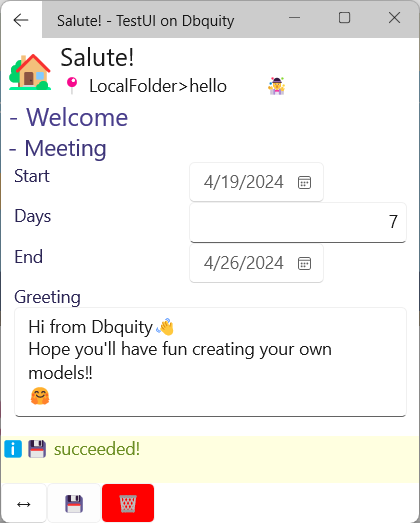 Salute! - TestUI on Dbquity
Salute!
LocalFolder>hello
- Welcome
- Meeting
Start
4/19/2024
Days
7
End
4/26/2024
Greeting
Hi from Dbquity👋
Hope you'll have fun creating your own
models!!
🤗
ℹ️ 💾 succeeded!